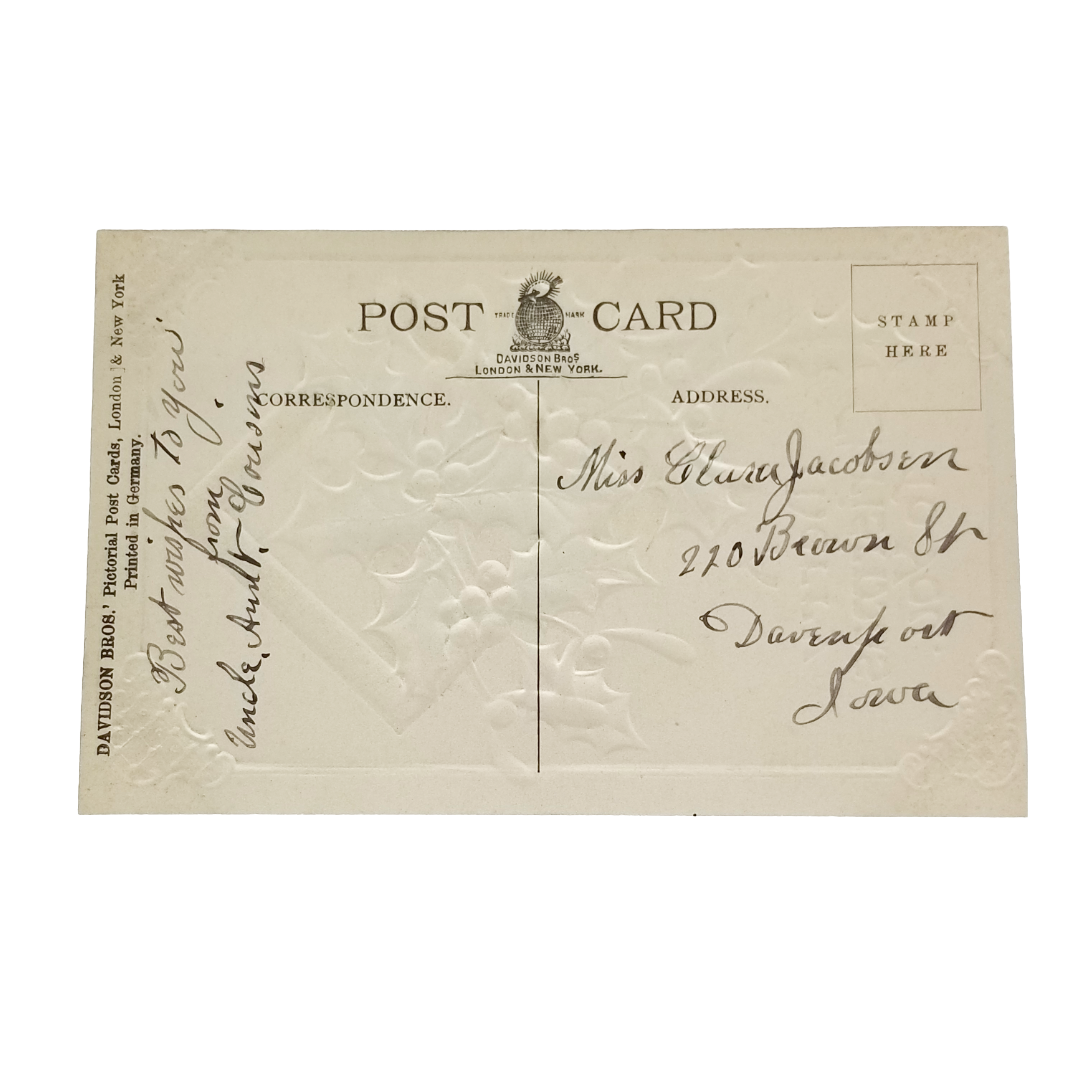 DAVIDSON BROS.' Pictorial Post Cards, London & New York
Printed in Germany.
POST CARD
TRADE MARK
DAVIDSON BROS
LONDON & NEW YORK.
STAMP
HERE
CORRESPONDENCE.
ADDRESS.
Best wishes to you.
from
Uncle, Aunt & Cousins
Miss Clara Jacobsen
220 Brown St
Davenport
Iowa